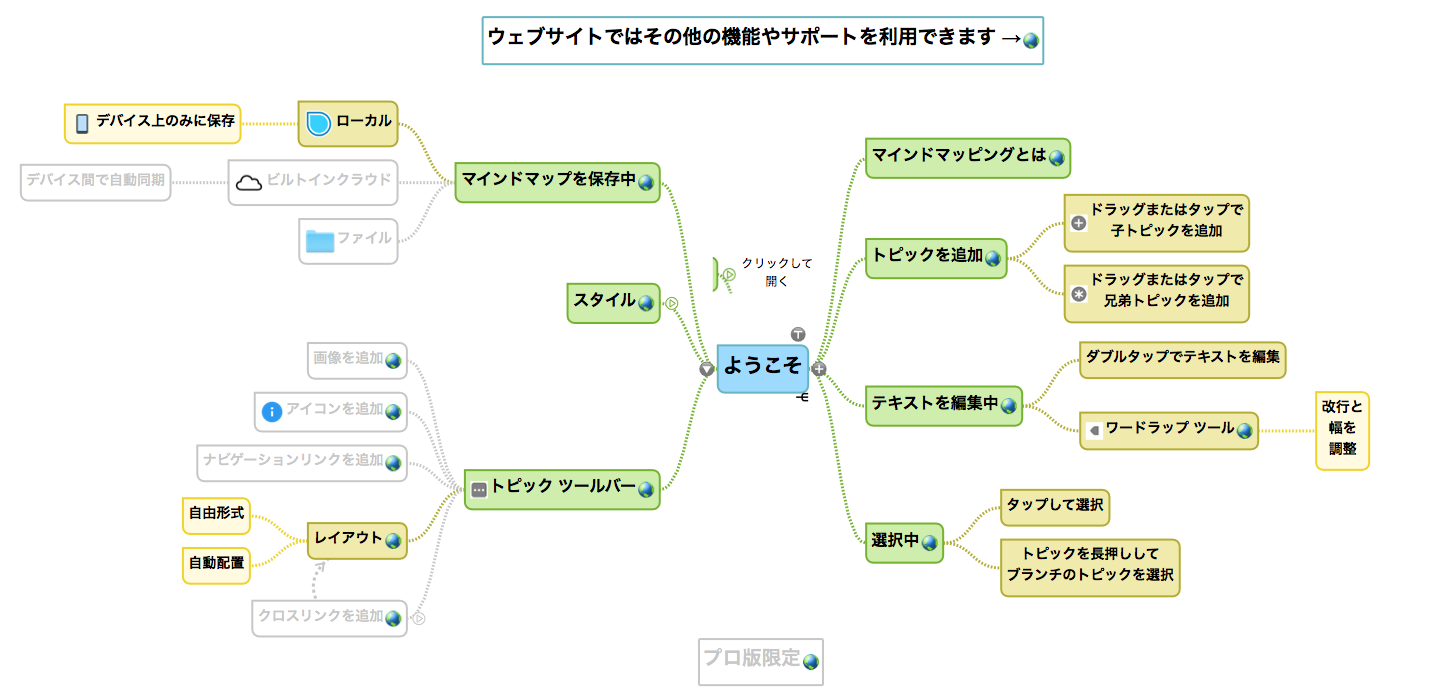 ウェブサイトではその他の機能やサポートを利用できます →
デバイス上のみに保存
ローカル
デバイス間で自動同期
ビルトインクラウド
ファイル
マインドマップを保存中
クリックして
開く
スタイル
画像を追加
アイコンを追加
ナビゲーションリンクを追加
トピック ツールバー
自由形式
自動配置
レイアウト
クロスリンクを追加
ようこそ
マインドマッピングとは
トピックを追加
ドラッグまたはタップで
子トピックを追加
ドラッグまたはタップで
兄弟トピックを追加
テキストを編集中
ダブルタップでテキストを編集
ワードラップ ツール
改行と
幅を
調整
選択中
タップして選択
トピックを長押しして
ブランチのトピックを選択
プロ版限定